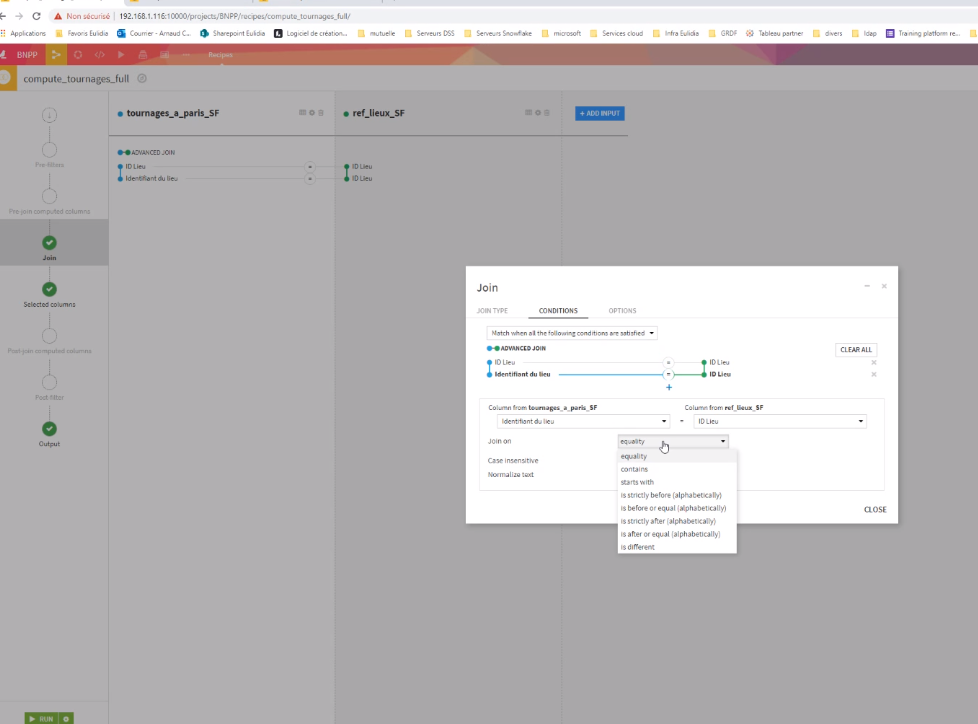 Non sécurisé | 192.168.1.116:10000/projects/BNPP/recipes/compute_tournages_full/
Applications Favoris Eulidia Courrier - Arnaud C... Sharepoint Eulidia Logiciel de création... mutuelle Serveurs DSS Serveurs Snowflake microsoft Services cloud Infra Eulidia GRDF Tableau partner divers ldap Training platform re...
BNPP Recipes
compute_tournages_full
tournages_a_paris_SF ref_lieux_SF + ADD INPUT
ADVANCED JOIN
ID Lieu = ID Lieu
Identifiant du lieu = ID Lieu
Pre-filters
Pre-join computed columns
Join
Selected columns
Post-join computed columns
Post-filter
Output
RUN
Join
JOIN TYPE CONDITIONS OPTIONS
Match when all the following conditions are satisfied
ADVANCED JOIN CLEAR ALL
ID Lieu = ID Lieu
Identifiant du lieu = ID Lieu
+
Column from tournages_a_paris_SF Column from ref_lieux_SF
Identifiant du lieu = ID Lieu
Join on equality
Case insensitive
Normalize text
equality
contains
starts with
is strictly before (alphabetically)
is before or equal (alphabetically)
is strictly after (alphabetically)
is after or equal (alphabetically)
is different
CLOSE